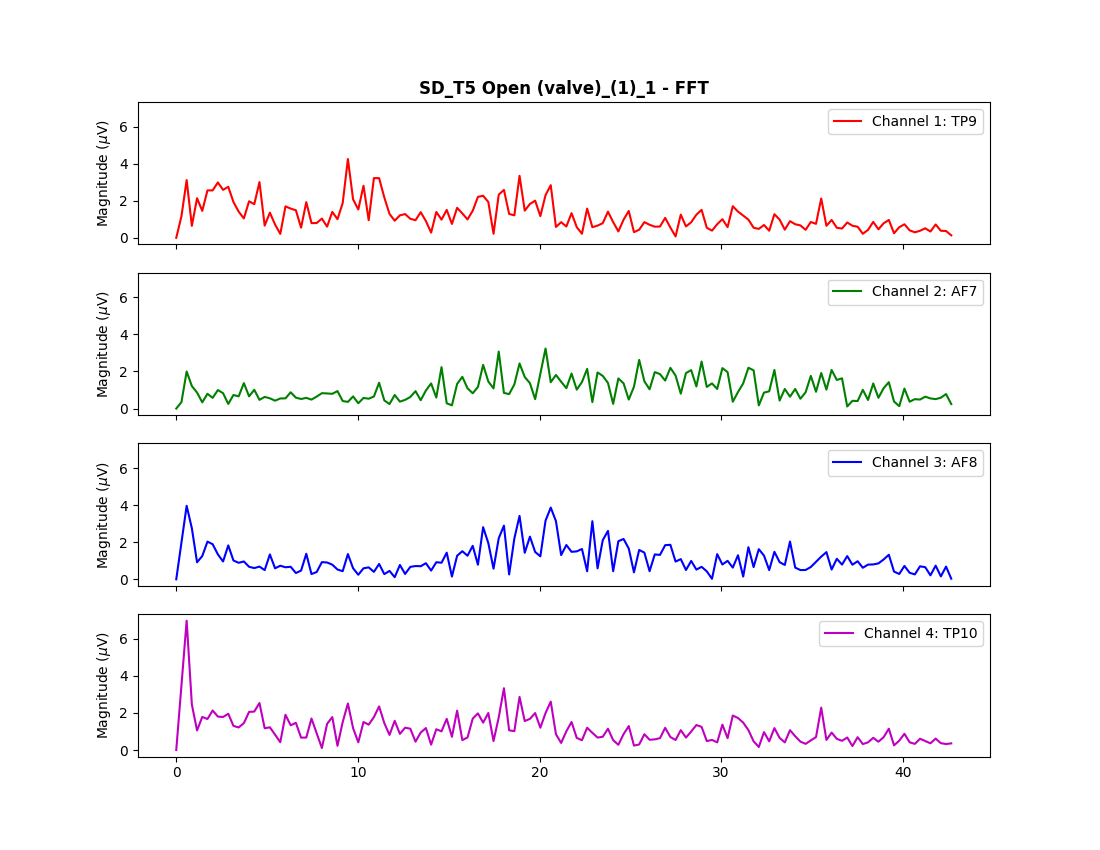 SD_T5 Open (valve)_(1)_1 - FFT
Magnitude (µV)
6
4
2
0
Channel 1: TP9
Magnitude (µV)
6
4
2
0
Channel 2: AF7
Magnitude (µV)
6
4
2
0
Channel 3: AF8
Magnitude (µV)
6
4
2
0
Channel 4: TP10
0 10 20 30 40